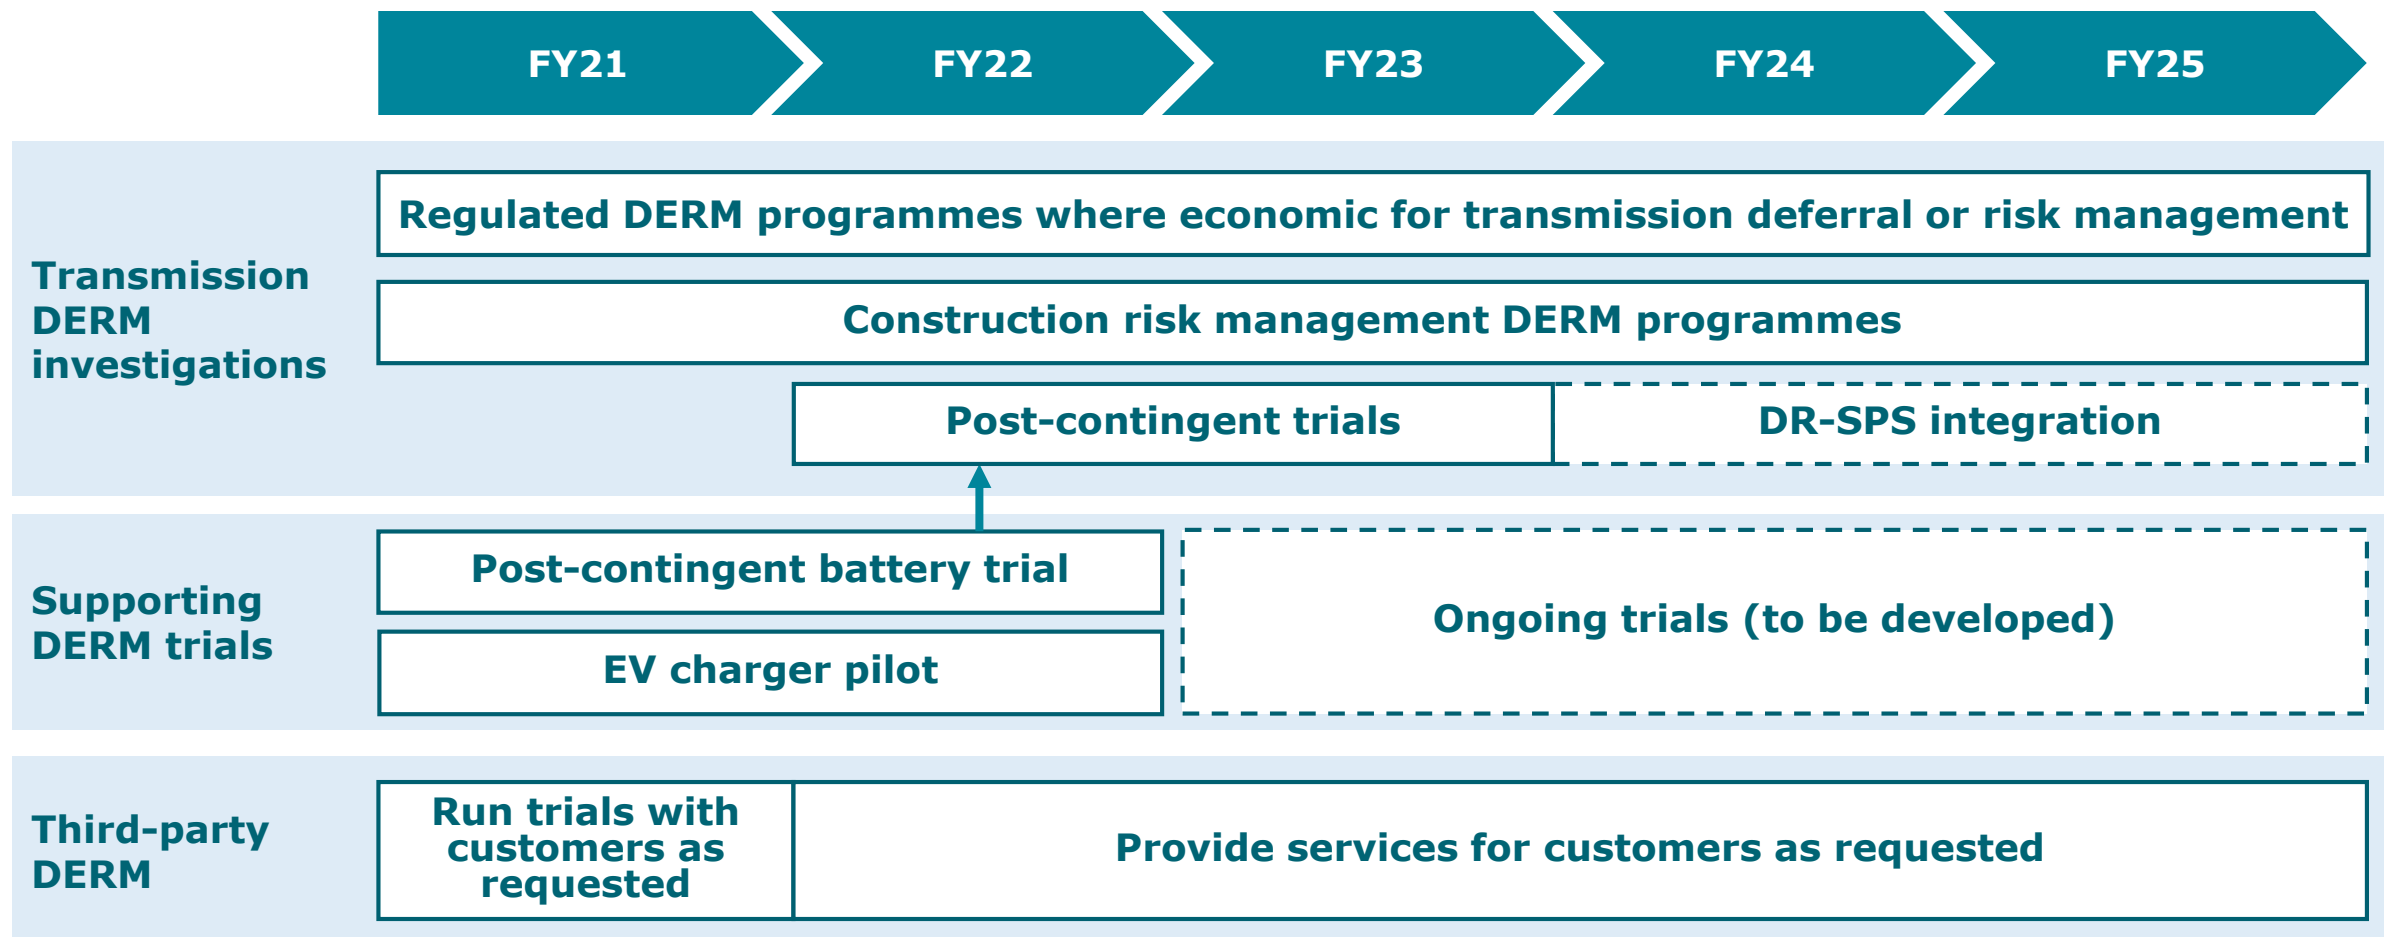 FY21
FY22
FY23
FY24
FY25
Transmission
DERM
investigations
Regulated DERM programmes where economic for transmission deferral or risk management
Construction risk management DERM programmes
Post-contingent trials
DR-SPS integration
Supporting
DERM trials
Post-contingent battery trial
EV charger pilot
Ongoing trials (to be developed)
Third-party
DERM
Run trials with
customers as
requested
Provide services for customers as requested